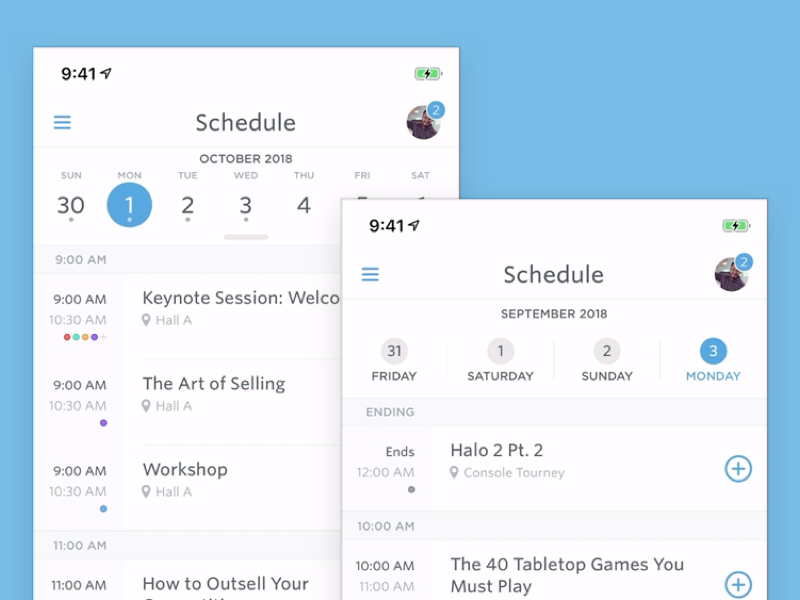 9:41
2
Schedule
OCTOBER 2018
SUN MON TUE WED THU FRI SAT
30 1 2 3 4
9:00 AM
9:00 AM
10:30 AM
Keynote Session: Welco
Hall A
9:00 AM
10:30 AM
The Art of Selling
Hall A
9:00 AM
10:30 AM
Workshop
Hall A
11:00 AM
11:00 AM
How to Outsell Your
9:41
2
Schedule
SEPTEMBER 2018
31 1 2 3
FRIDAY SATURDAY SUNDAY MONDAY
ENDING
Ends
12:00 AM
Halo 2 Pt. 2
Console Tourney
10:00 AM
10:00 AM
11:00 AM
The 40 Tabletop Games You
Must Play